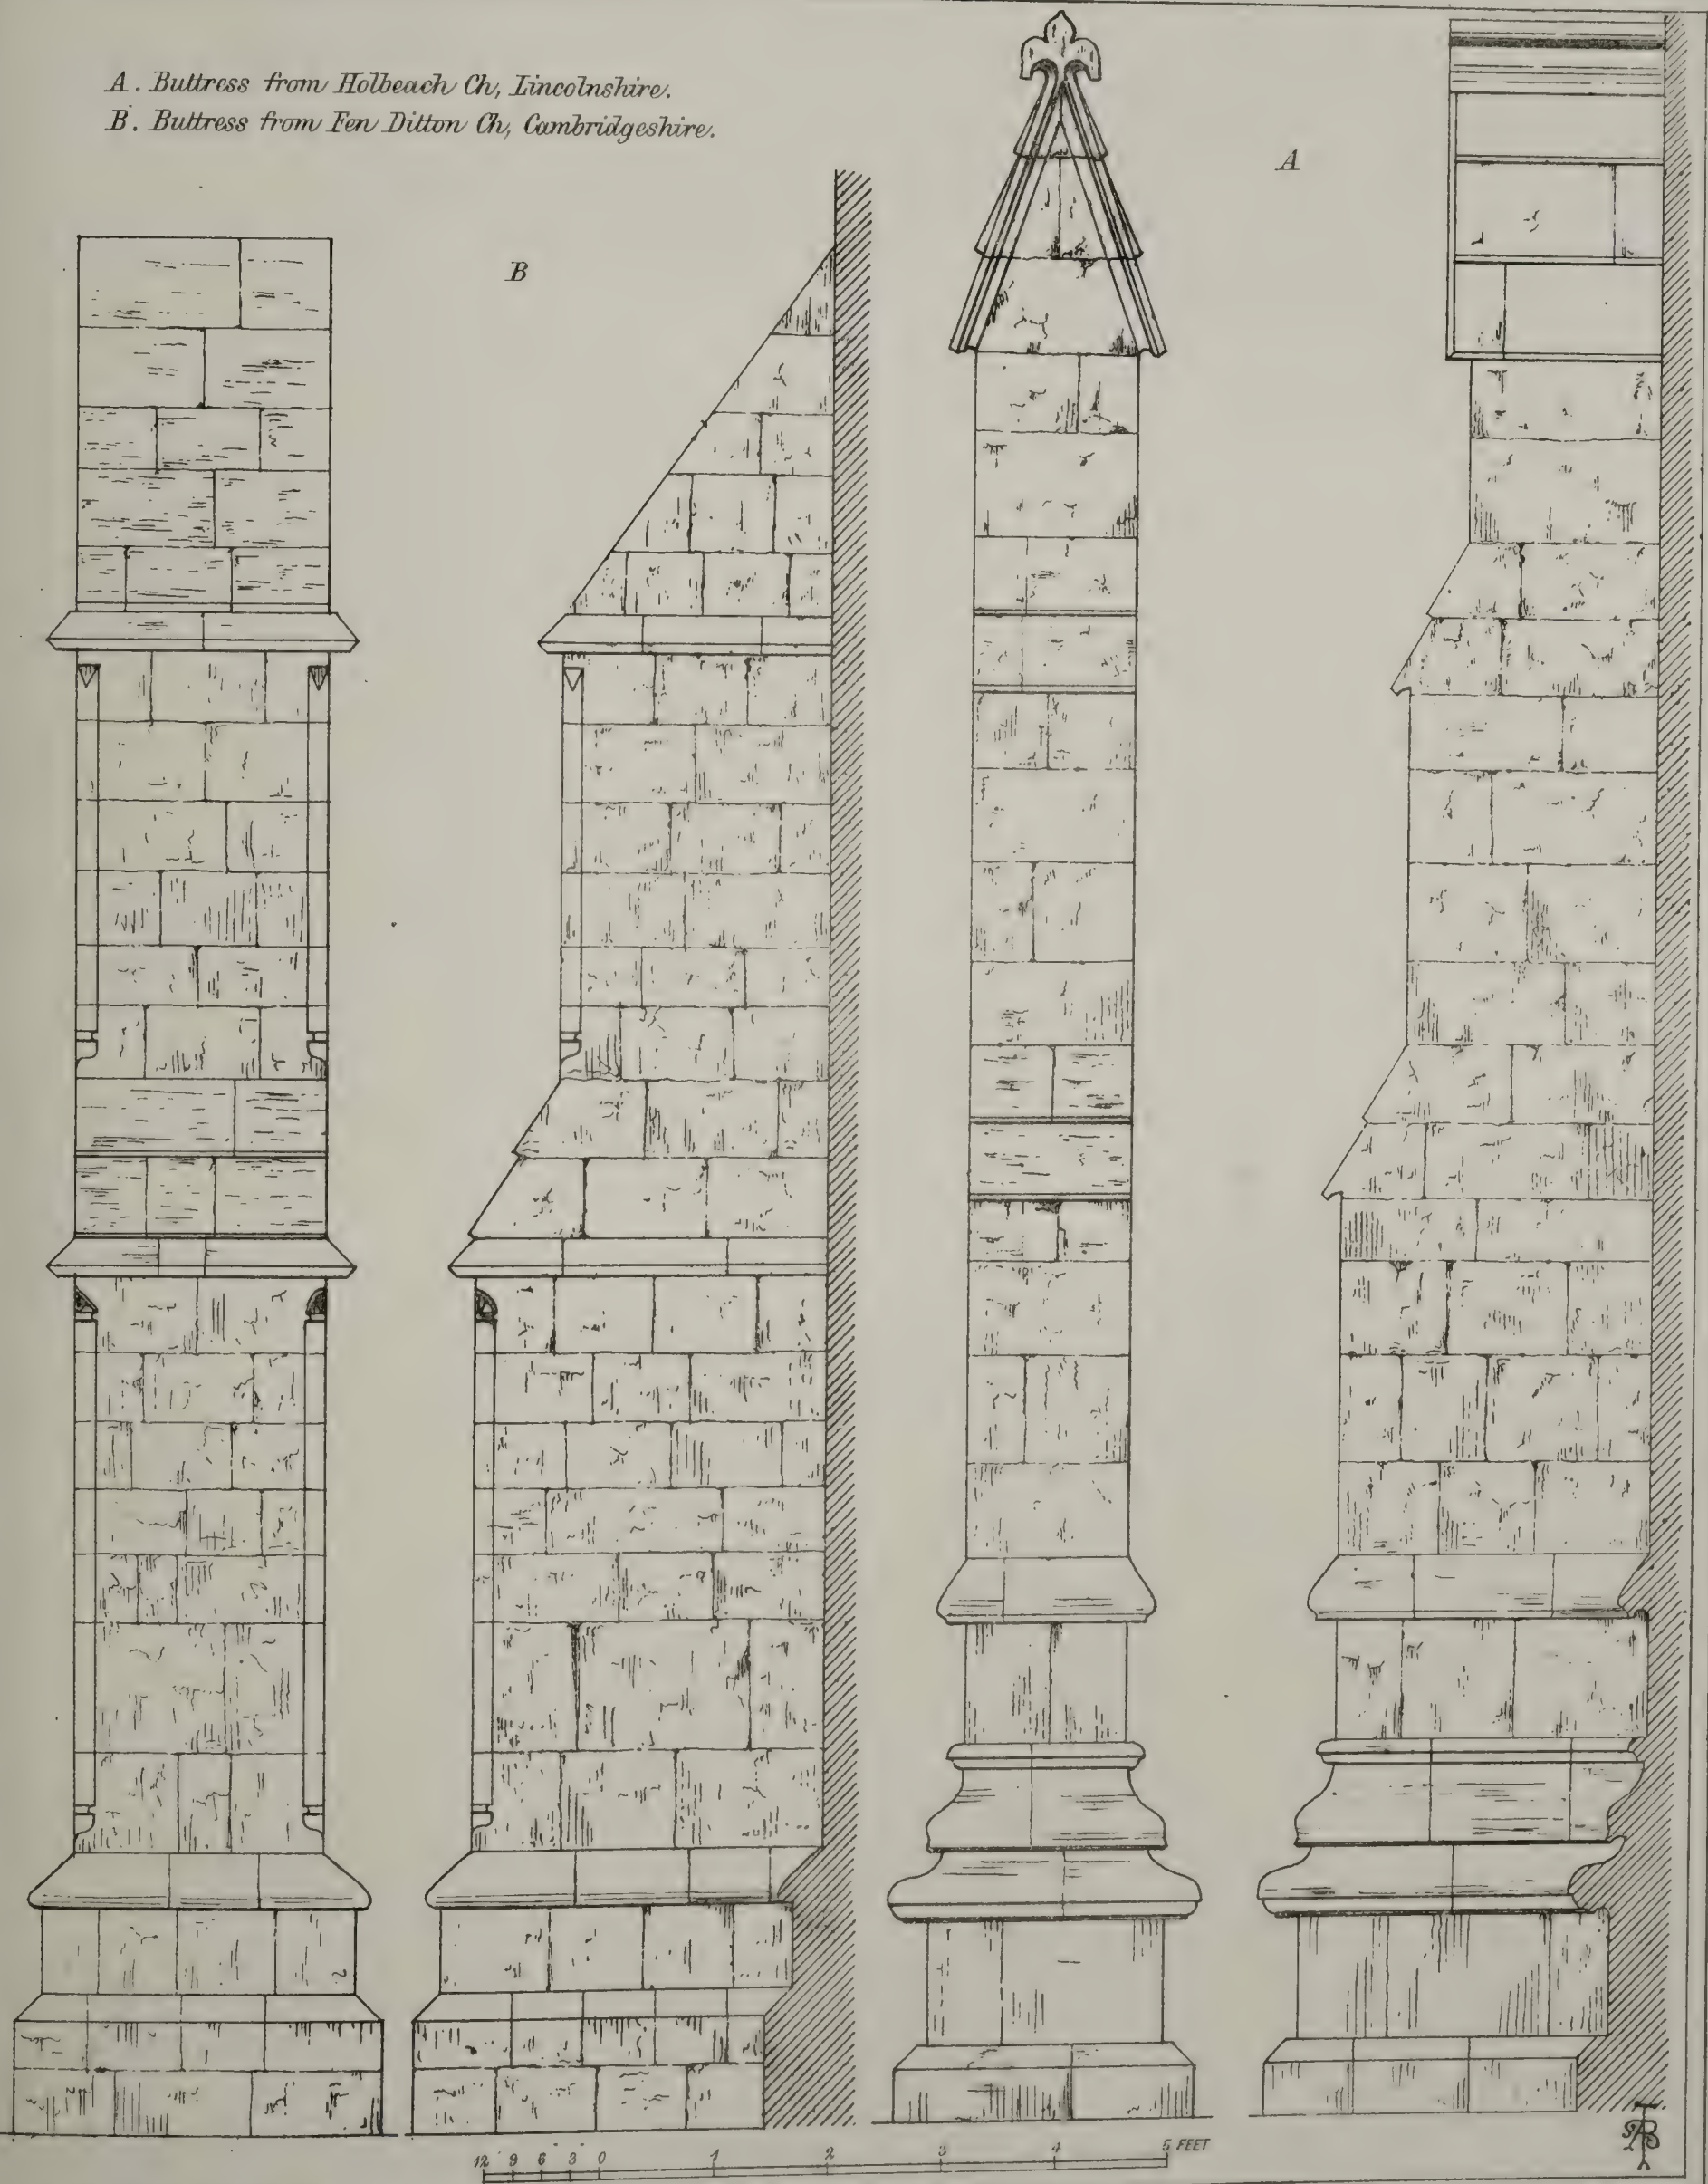 A. Buttress from Holbeach Ch, Lincolnshire.
B. Buttress from Fen Ditton Ch, Cambridgeshire.
B
A
12 9 6 3 0 1 2 3 4 5 FEET